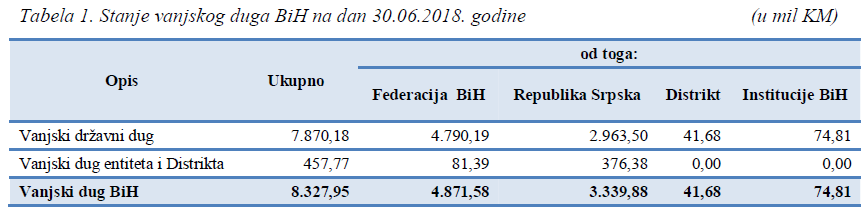 Tabela 1. Stanje vanjskog duga BiH na dan 30.06.2018. godine (u mil KM)
od toga:
Opis Ukupno
Federacija BiH Republika Srpska Distrikt Institucije BiH
Vanjski državni dug 7.870,18 4.790,19 2.963,50 41,68 74,81
Vanjski dug entiteta i Distrikta 457,77 81,39 376,38 0,00 0,00
Vanjski dug BiH 8.327,95 4.871,58 3.339,88 41,68 74,81